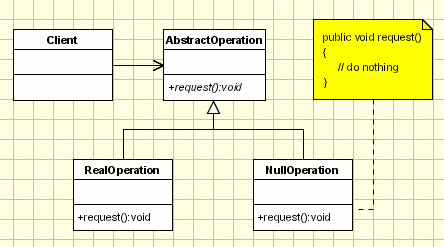 Client
AbstractOperation
+request():void
public void request()
{
// do nothing
}
RealOperation
+request():void
NullOperation
+request():void